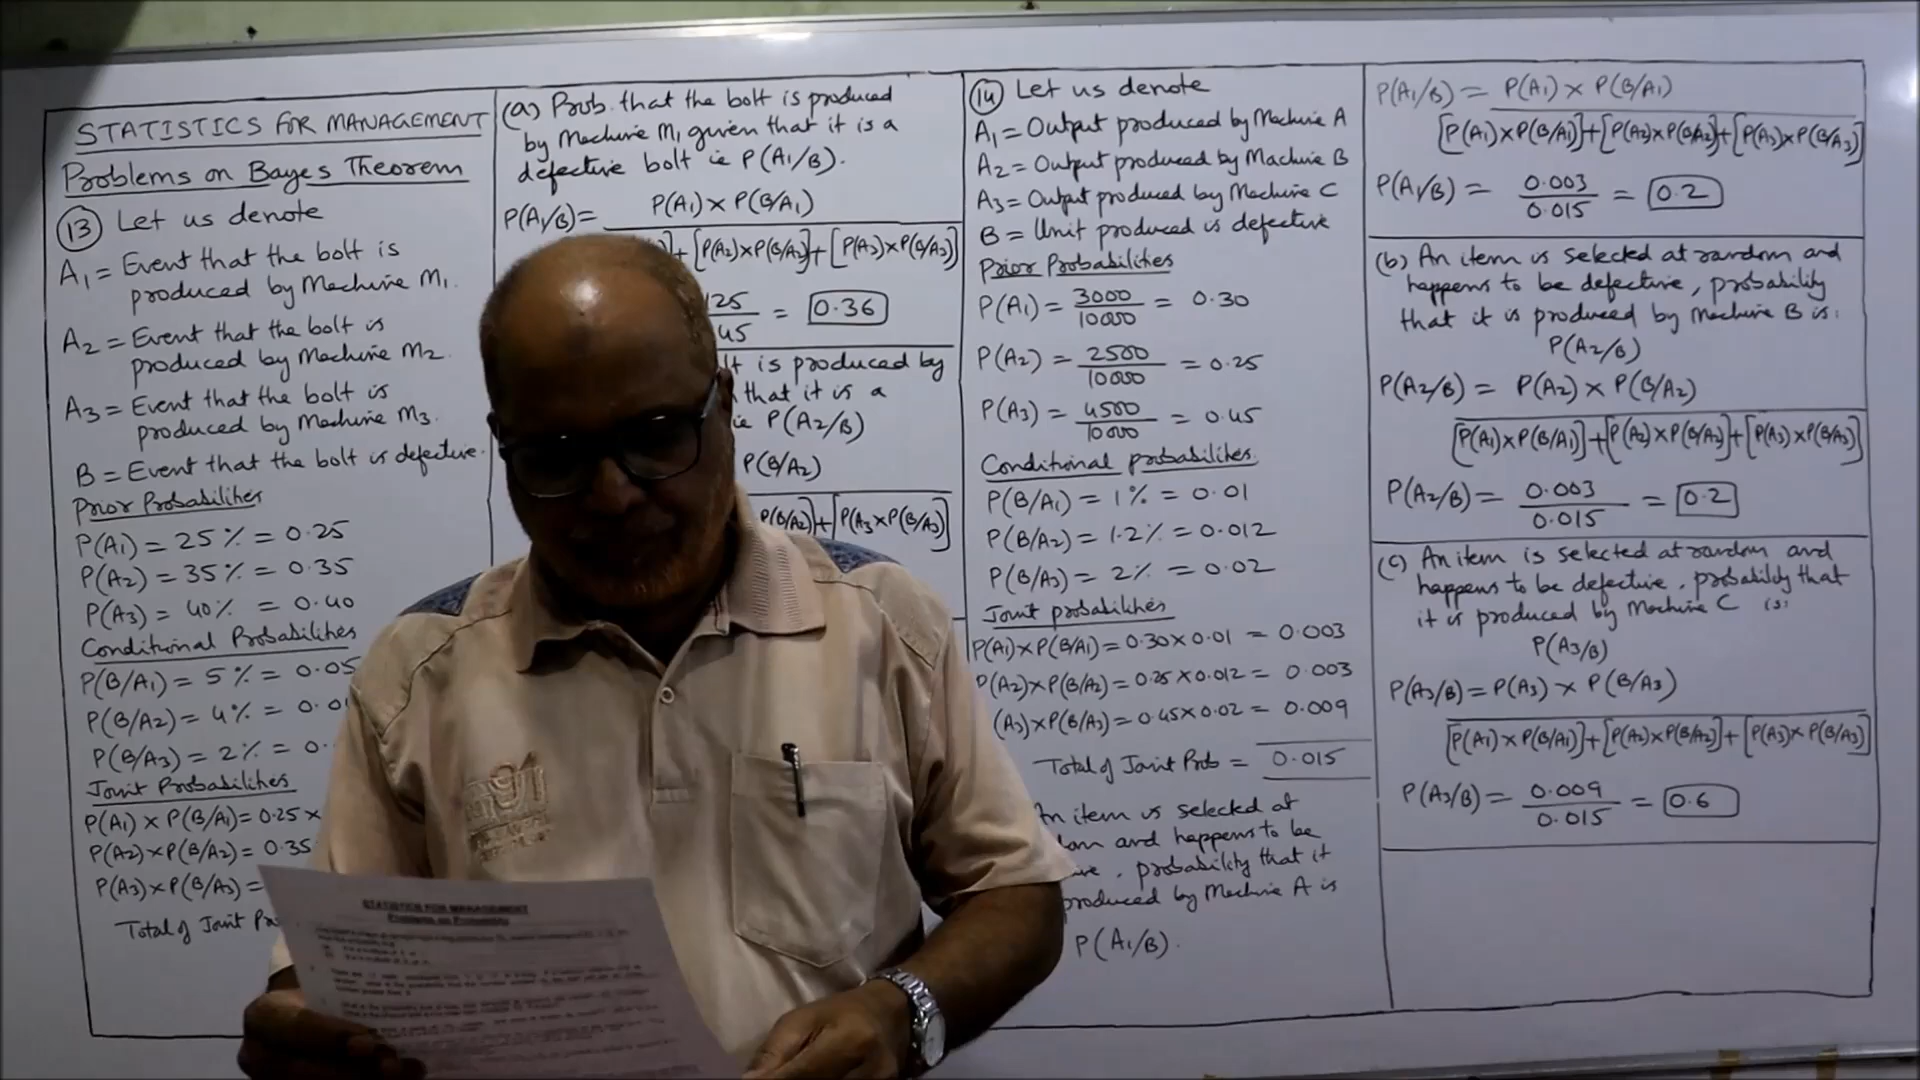 STATISTICS FOR MANAGEMENT
Problems on Bayes Theorem
(13) Let us denote
A1 = Event that the bolt is
produced by Machine M1.
A2 = Event that the bolt is
produced by Machine M2.
A3 = Event that the bolt is
produced by Machine M3.
B = Event that the bolt is defective.
Prior Probabilities
P(A1) = 25% = 0.25
P(A2) = 35% = 0.35
P(A3) = 40% = 0.40
Conditional Probabilities
P(B/A1) = 5% = 0.05
P(B/A2) = 4% = 0.0
P(B/A3) = 2% = 0.
Joint Probabilities
P(A1) × P(B/A1) = 0.25 ×
P(A2) × P(B/A2) = 0.35
P(A3) × P(B/A3) =
Total of Joint Pr
(a) Prob. that the bolt is produced
by Machine M1 given that it is a
defective bolt ie P(A1/B).
P(A1/B) = P(A1) × P(B/A1)
] + [P(A2)×P(B/A2)] + [P(A3)×P(B/A3)]
125
45 = 0.36
lt is produced by
that it is a
ie P(A2/B)
P(B/A2)
P(B/A2)] + [P(A3×P(B/A3)]
(14) Let us denote
A1 = Output produced by Machine A
A2 = Output produced by Machine B
A3 = Output produced by Machine C
B = Unit produced is defective
Prior Probabilities
P(A1) = 3000/10000 = 0.30
P(A2) = 2500/10000 = 0.25
P(A3) = 4500/10000 = 0.45
Conditional probabilities.
P(B/A1) = 1% = 0.01
P(B/A2) = 1.2% = 0.012
P(B/A3) = 2% = 0.02
Joint probabilities
P(A1)×P(B/A1) = 0.30×0.01 = 0.003
P(A2)×P(B/A2) = 0.25×0.012 = 0.003
(A3)×P(B/A3) = 0.45×0.02 = 0.009
Total of Joint Prob = 0.015
An item is selected at
dom and happens to be
ive, probability that it
produced by Machine A is
P(A1/B).
P(A1/B) = P(A1) × P(B/A1)
[P(A1)×P(B/A1)] + [P(A2)×P(B/A2)] + [P(A3)×P(B/A3)]
P(A1/B) = 0.003/0.015 = 0.2
(b) An item is selected at random and
happens to be defective, probability
that it is produced by Machine B is:
P(A2/B)
P(A2/B) = P(A2) × P(B/A2)
[P(A1)×P(B/A1)] + [P(A2)×P(B/A2)] + [P(A3)×P(B/A3)]
P(A2/B) = 0.003/0.015 = 0.2
(c) An item is selected at random and
happens to be defective, probability that
it is produced by Machine C is:
P(A3/B)
P(A3/B) = P(A3) × P(B/A3)
[P(A1)×P(B/A1)] + [P(A2)×P(B/A2)] + [P(A3)×P(B/A3)]
P(A3/B) = 0.009/0.015 = 0.6
STATISTICS FOR MANAGEMENT
Problems on Probability